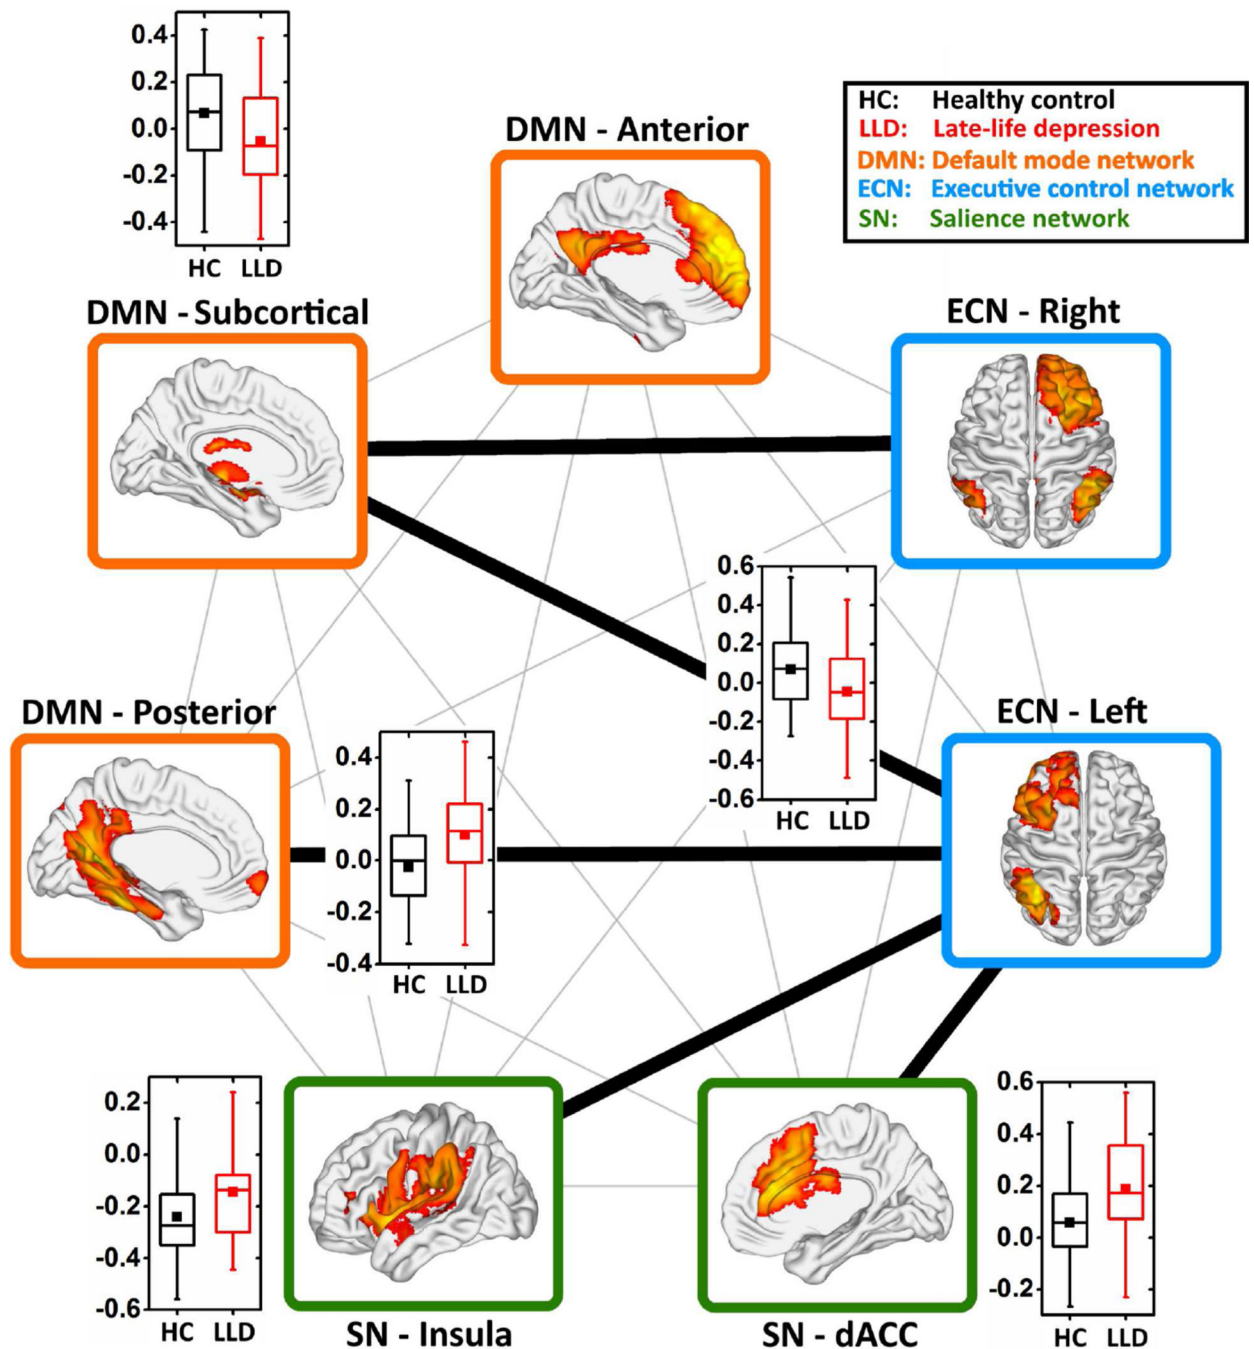 0.4
0.2
0.0
-0.2
-0.4
HC LLD
HC: Healthy control
LLD: Late-life depression
DMN: Default mode network
ECN: Executive control network
SN: Salience network
DMN - Anterior
DMN - Subcortical
ECN - Right
0.6
0.4
0.2
0.0
-0.2
-0.4
-0.6
HC LLD
DMN - Posterior
ECN - Left
0.4
0.2
0.0
-0.2
-0.4
HC LLD
0.2
0.0
-0.2
-0.4
-0.6
HC LLD
SN - Insula
SN - dACC
0.6
0.4
0.2
0.0
-0.2
HC LLD